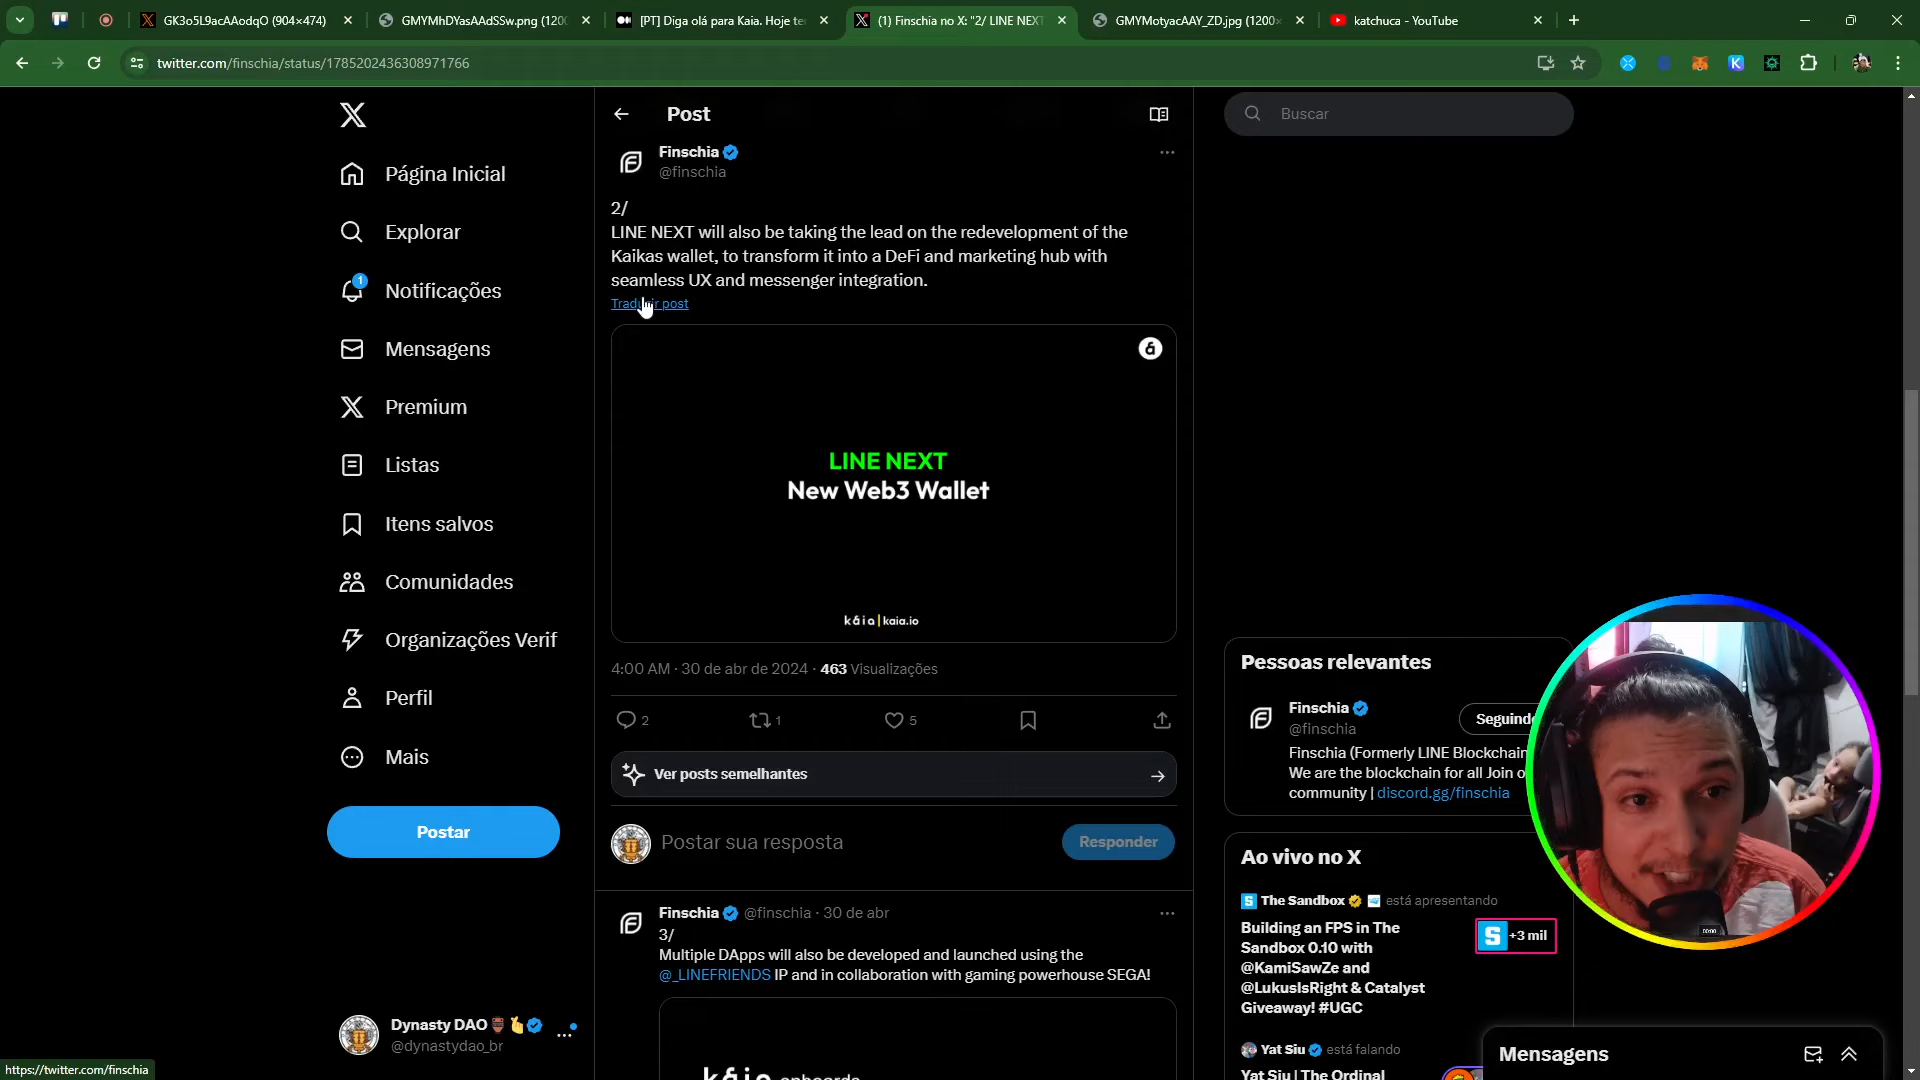 GK3o5L9acAAodqO (904×474)
GMYMhDYasAAdSSw.png (120
[PT] Diga olá para Kaia. Hoje te
(1) Finschia no X: "2/ LINE NEXT
GMYMotyacAAY_ZD.jpg (1200×
katchuca - YouTube
twitter.com/finschia/status/1785202436308971766
Post
Buscar
Página Inicial
Explorar
1
Notificações
Mensagens
Premium
Listas
Itens salvos
Comunidades
Organizações Verif
Perfil
Mais
Postar
Dynasty DAO
@dynastydao_br
Finschia
@finschia
2/
LINE NEXT will also be taking the lead on the redevelopment of the
Kaikas wallet, to transform it into a DeFi and marketing hub with
seamless UX and messenger integration.
Traduzir post
LINE NEXT
New Web3 Wallet
káia|kaia.io
4:00 AM · 30 de abr de 2024 · 463 Visualizações
2
1
5
Ver posts semelhantes
Postar sua resposta
Responder
Finschia @finschia · 30 de abr
3/
Multiple DApps will also be developed and launched using the
@_LINEFRIENDS IP and in collaboration with gaming powerhouse SEGA!
Pessoas relevantes
Finschia
@finschia
Seguindo
Finschia (Formerly LINE Blockchain
We are the blockchain for all Join o
community | discord.gg/finschia
Ao vivo no X
The Sandbox está apresentando
Building an FPS in The
Sandbox 0.10 with
@KamiSawZe and
@LukusIsRight & Catalyst
Giveaway! #UGC
S +3 mil
Yat Siu está falando
Yat Siu | The Ordinal
Mensagens
https://twitter.com/finschia